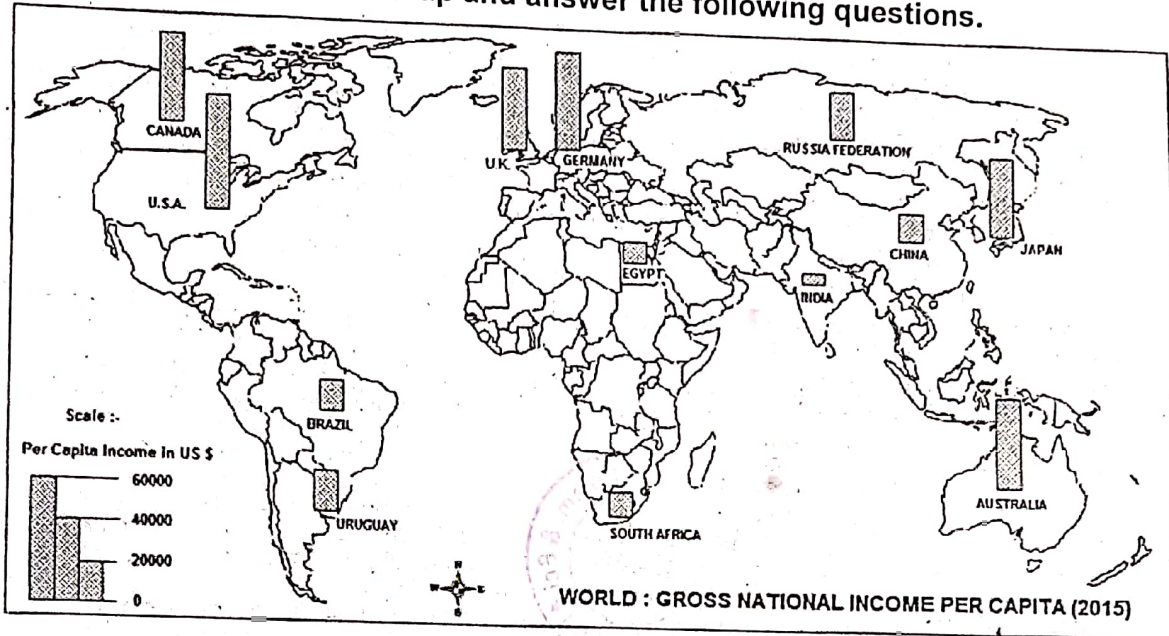 and answer the following questions.
CANADA
U.S.A.
U.K.
GERMANY
RUSSIA FEDERATION
JAPAN
CHINA
EGYPT
INDIA
BRAZIL
URUGUAY
SOUTH AFRICA
AUSTRALIA
Scale :-
Per Capita Income in US $
60000
40000
20000
0
N
W E
S
WORLD : GROSS NATIONAL INCOME PER CAPITA (2015)